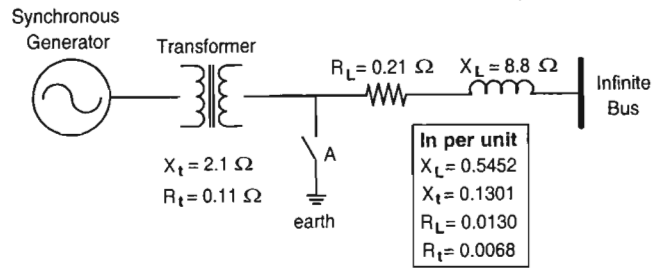 Synchronous
Generator
Transformer
R_L = 0.21 Ω
X_L = 8.8 Ω
Infinite
Bus
X_t = 2.1 Ω
R_t = 0.11 Ω
A
earth
In per unit
X_L = 0.5452
X_t = 0.1301
R_L = 0.0130
R_t = 0.0068